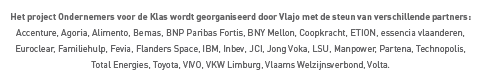 Het project Ondernemers voor de Klas wordt georganiseerd door Vlajo met de steun van verschillende partners:
Accenture, Agoria, Alimento, Bemas, BNP Paribas Fortis, BNY Mellon, Coopkracht, ETION, essencia vlaanderen,
Euroclear, Familiehulp, Fevia, Flanders Space, IBM, Inbev, JCI, Jong Voka, LSU, Manpower, Partena, Technopolis,
Total Energies, Toyota, VIVO, VKW Limburg, Vlaams Welzijnsverbond, Volta.